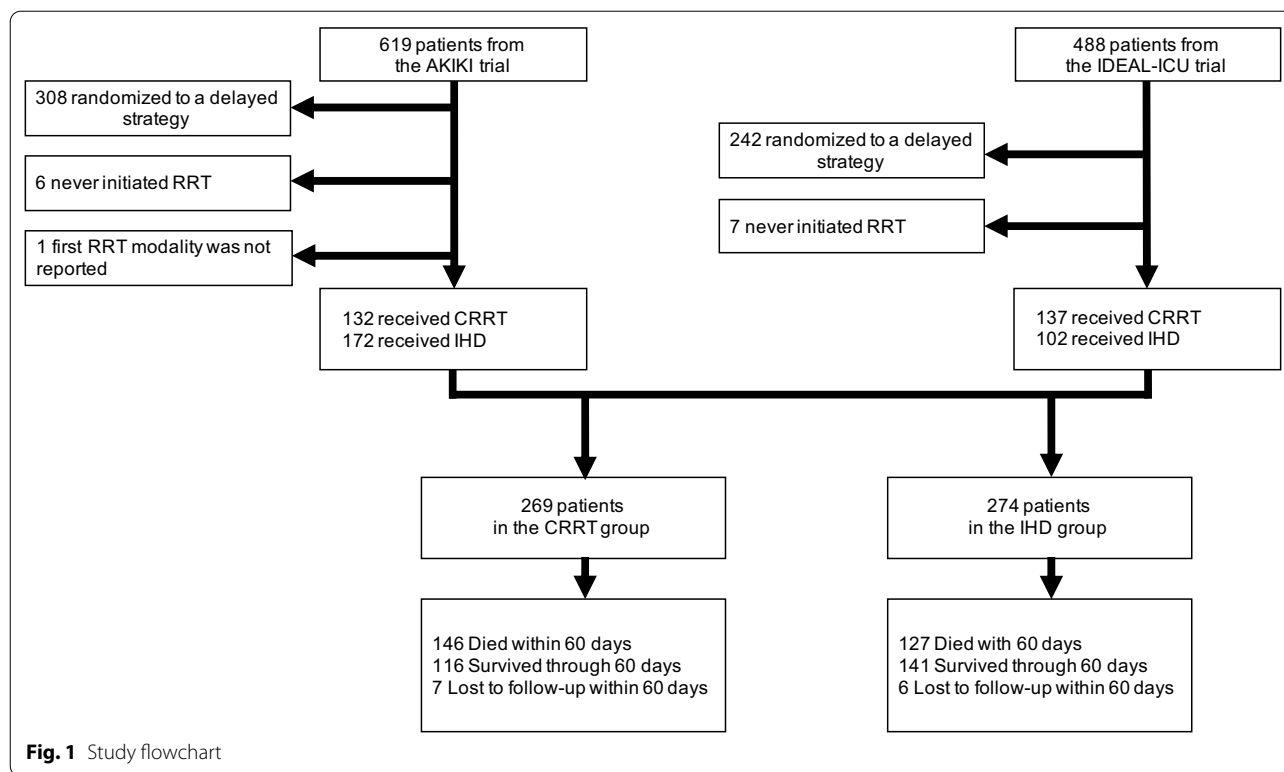 619 patients from
the AKIKI trial
488 patients from
the IDEAL-ICU trial
308 randomized to a delayed
strategy
242 randomized to a delayed
strategy
6 never initiated RRT
7 never initiated RRT
1 first RRT modality was not
reported
132 received CRRT
172 received IHD
137 received CRRT
102 received IHD
269 patients
in the CRRT group
274 patients
in the IHD group
146 Died within 60 days
116 Survived through 60 days
7 Lost to follow-up within 60 days
127 Died with 60 days
141 Survived through 60 days
6 Lost to follow-up within 60 days
Fig. 1 Study flowchart